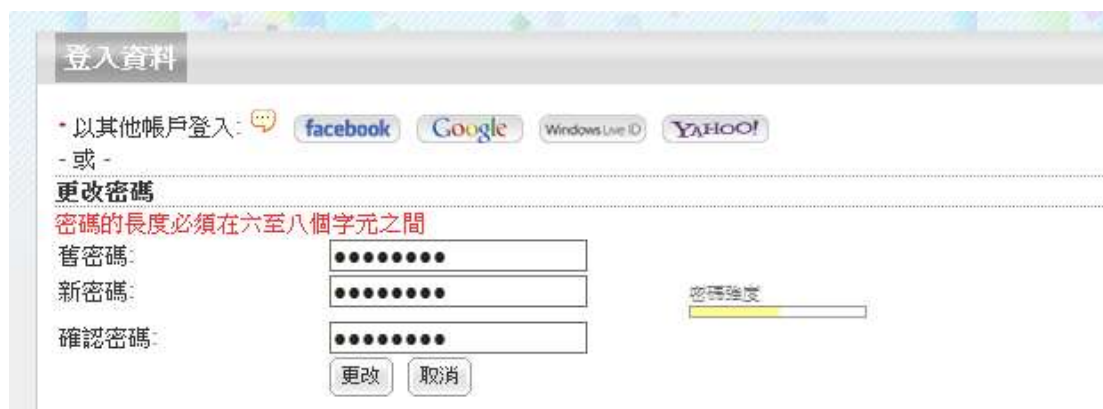 登入資料
* 以其他帳戶登入: facebook Google Windows Live ID YAHOO!
- 或 -
更改密碼
密碼的長度必須在六至八個字元之間
舊密碼: ●●●●●●●●
新密碼: ●●●●●●●● 密碼強度
確認密碼: ●●●●●●●●
更改 取消